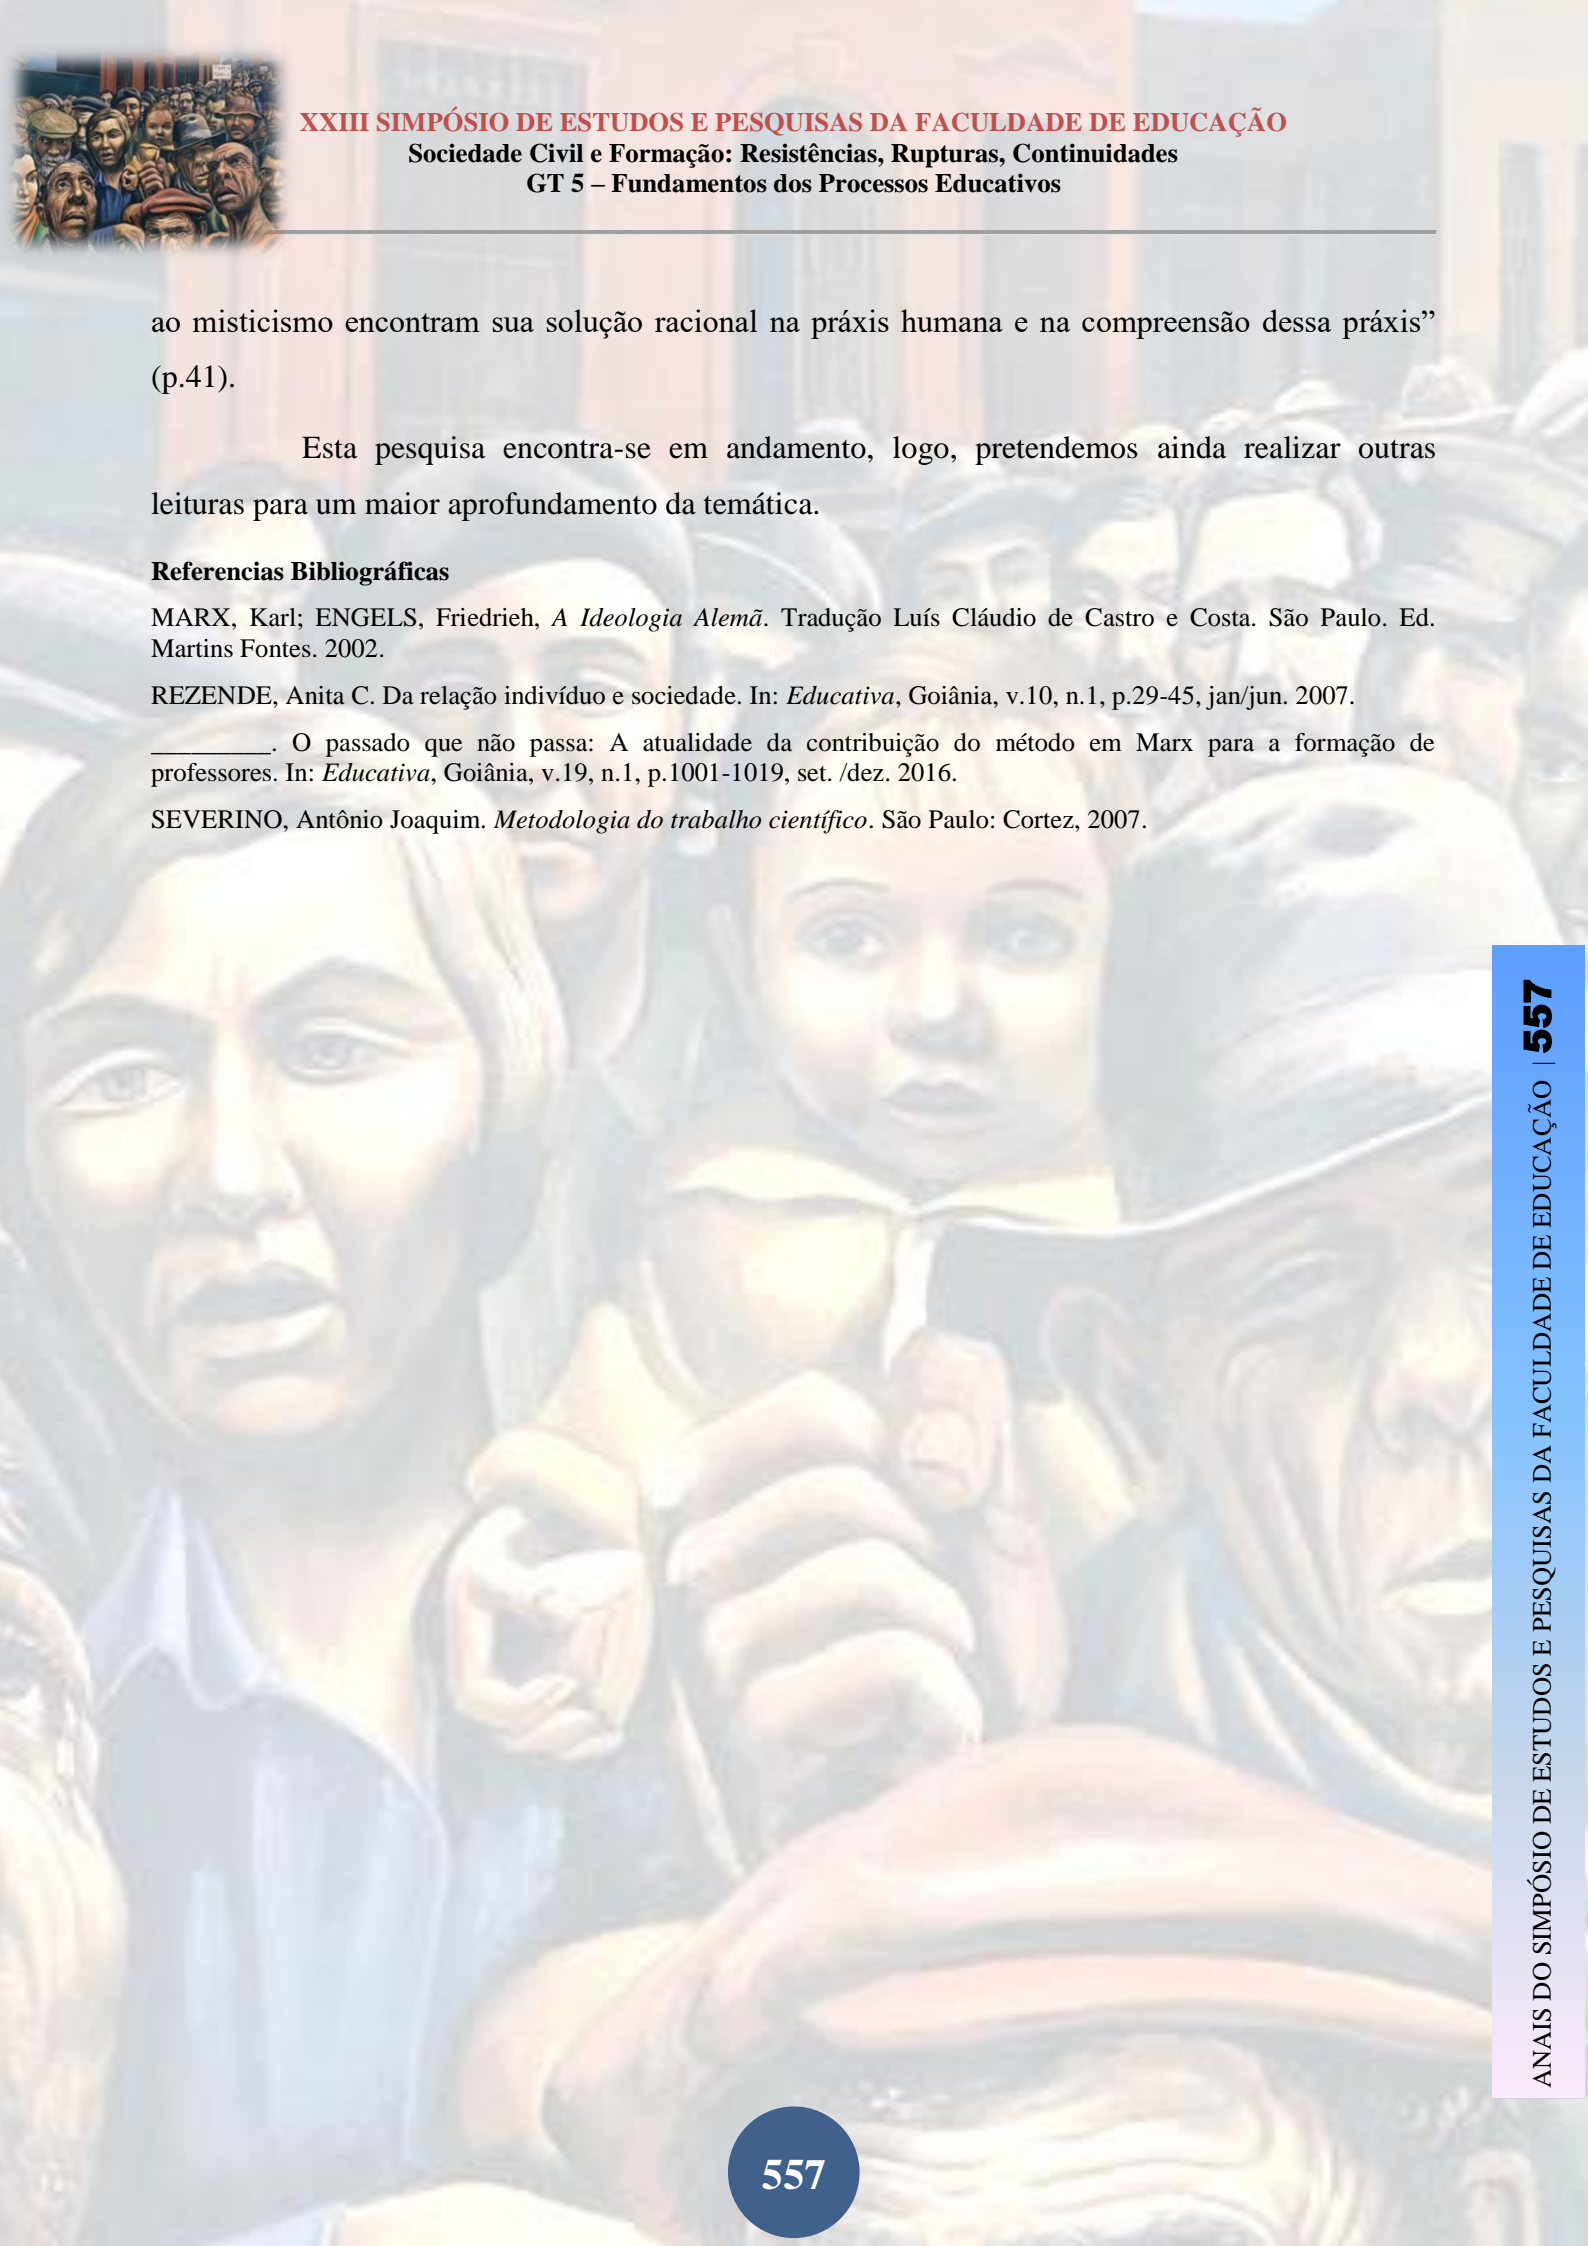 XXIII SIMPÓSIO DE ESTUDOS E PESQUISAS DA FACULDADE DE EDUCAÇÃO
Sociedade Civil e Formação: Resistências, Rupturas, Continuidades
GT 5 – Fundamentos dos Processos Educativos
ao misticismo encontram sua solução racional na práxis humana e na compreensão dessa práxis”
(p.41).
Esta pesquisa encontra-se em andamento, logo, pretendemos ainda realizar outras
leituras para um maior aprofundamento da temática.
Referencias Bibliográficas
MARX, Karl; ENGELS, Friedrieh, A Ideologia Alemã. Tradução Luís Cláudio de Castro e Costa. São Paulo. Ed.
Martins Fontes. 2002.
REZENDE, Anita C. Da relação indivíduo e sociedade. In: Educativa, Goiânia, v.10, n.1, p.29-45, jan/jun. 2007.
_________. O passado que não passa: A atualidade da contribuição do método em Marx para a formação de
professores. In: Educativa, Goiânia, v.19, n.1, p.1001-1019, set. /dez. 2016.
SEVERINO, Antônio Joaquim. Metodologia do trabalho científico. São Paulo: Cortez, 2007.
ANAIS DO SIMPÓSIO DE ESTUDOS E PESQUISAS DA FACULDADE DE EDUCAÇÃO | 557
557